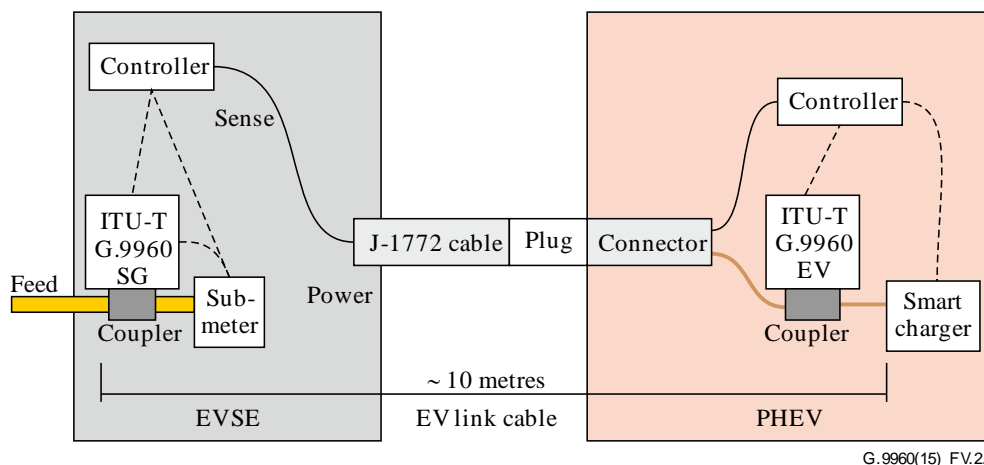 Controller
Sense
ITU-T
G.9960
SG
Feed
Coupler
Sub-
meter
Power
J-1772 cable
Plug
Connector
Controller
ITU-T
G.9960
EV
Coupler
Smart
charger
~ 10 metres
EVSE
EV link cable
PHEV
G.9960(15)_FV.2.